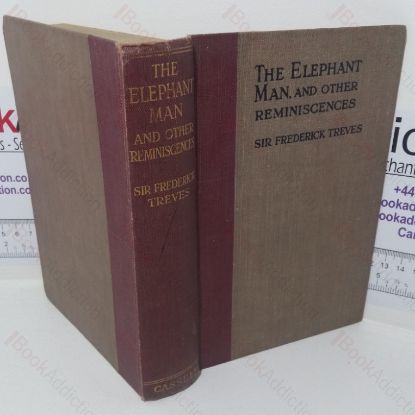 THE
ELEPHANT
MAN
AND OTHER
REMINISCENCES
SIR FREDERICK
TREVES
THE ELEPHANT
MAN, AND OTHER
REMINISCENCES
SIR FREDERICK TREVES